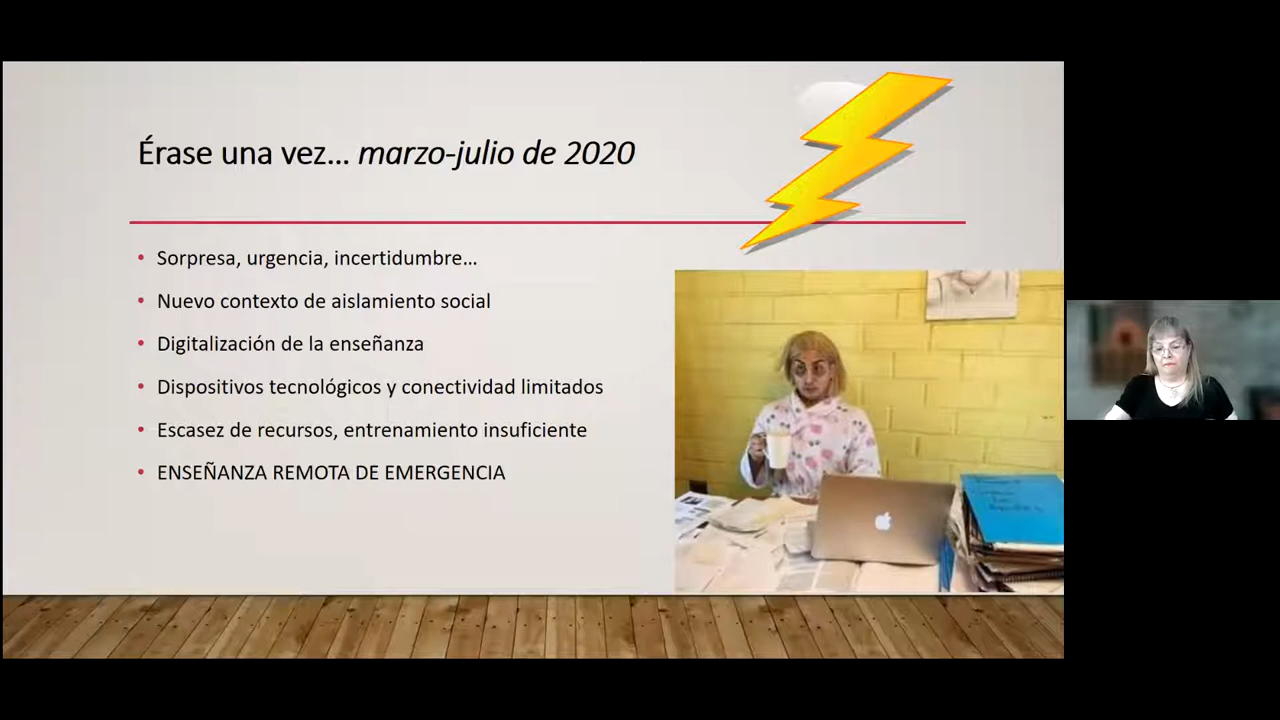 Érase una vez... marzo-julio de 2020
• Sorpresa, urgencia, incertidumbre...
• Nuevo contexto de aislamiento social
• Digitalización de la enseñanza
• Dispositivos tecnológicos y conectividad limitados
• Escasez de recursos, entrenamiento insuficiente
• ENSEÑANZA REMOTA DE EMERGENCIA